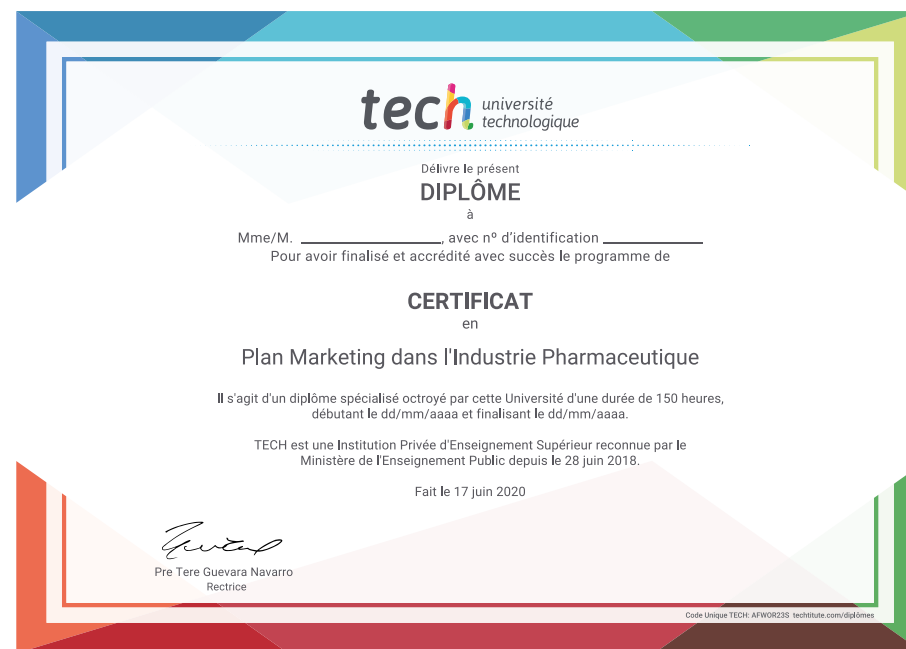 tech université
technologique
Délivre le présent
DIPLÔME
à
Mme/M. ____________________, avec nº d'identification ______________
Pour avoir finalisé et accrédité avec succès le programme de
CERTIFICAT
en
Plan Marketing dans l'Industrie Pharmaceutique
Il s'agit d'un diplôme spécialisé octroyé par cette Université d'une durée de 150 heures,
débutant le dd/mm/aaaa et finalisant le dd/mm/aaaa.
TECH est une Institution Privée d'Enseignement Supérieur reconnue par le
Ministère de l'Enseignement Public depuis le 28 juin 2018.
Fait le 17 juin 2020
Pre Tere Guevara Navarro
Rectrice
Code Unique TECH: AFWOR23S techtitute.com/diplômes